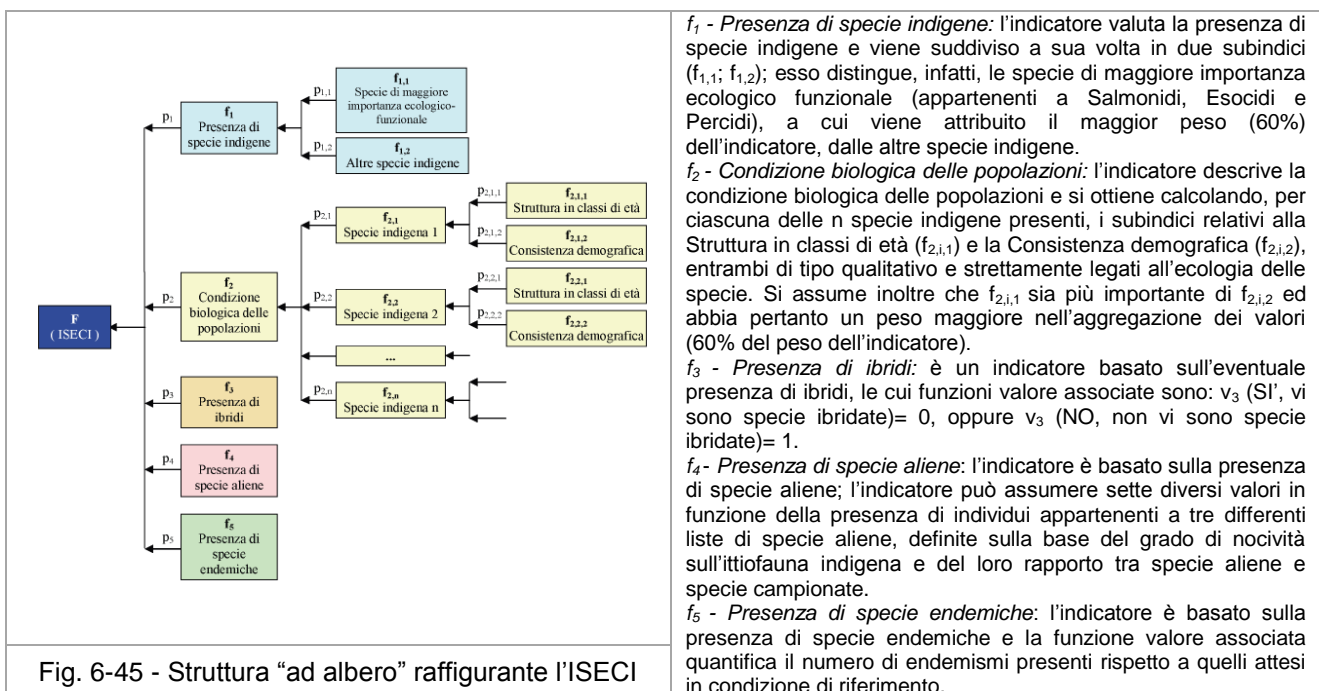 p1
f1
Presenza di
specie indigene
p1,1
f1,1
Specie di maggiore
importanza ecologico-
funzionale
p1,2
f1,2
Altre specie indigene
F
( ISECI )
p2
f2
Condizione
biologica delle
popolazioni
p2,1
f2,1
Specie indigena 1
p2,1,1
f2,1,1
Struttura in classi di età
p2,1,2
f2,1,2
Consistenza demografica
p2,2
f2,2
Specie indigena 2
p2,2,1
f2,2,1
Struttura in classi di età
p2,2,2
f2,2,2
Consistenza demografica
...
p2,n
f2,n
Specie indigena n
p3
f3
Presenza di
ibridi
p4
f4
Presenza di
specie aliene
p5
f5
Presenza di
specie
endemiche
Fig. 6-45 - Struttura “ad albero” raffigurante l’ISECI
f1 - Presenza di specie indigene: l’indicatore valuta la presenza di
specie indigene e viene suddiviso a sua volta in due subindici
(f1,1; f1,2); esso distingue, infatti, le specie di maggiore importanza
ecologico funzionale (appartenenti a Salmonidi, Esocidi e
Percidi), a cui viene attribuito il maggior peso (60%)
dell’indicatore, dalle altre specie indigene.
f2 - Condizione biologica delle popolazioni: l’indicatore descrive la
condizione biologica delle popolazioni e si ottiene calcolando, per
ciascuna delle n specie indigene presenti, i subindici relativi alla
Struttura in classi di età (f2,i,1) e la Consistenza demografica (f2,i,2),
entrambi di tipo qualitativo e strettamente legati all’ecologia delle
specie. Si assume inoltre che f2,i,1 sia più importante di f2,i,2 ed
abbia pertanto un peso maggiore nell’aggregazione dei valori
(60% del peso dell’indicatore).
f3 - Presenza di ibridi: è un indicatore basato sull’eventuale
presenza di ibridi, le cui funzioni valore associate sono: v3 (SI’, vi
sono specie ibridate)= 0, oppure v3 (NO, non vi sono specie
ibridate)= 1.
f4- Presenza di specie aliene: l’indicatore è basato sulla presenza
di specie aliene; l’indicatore può assumere sette diversi valori in
funzione della presenza di individui appartenenti a tre differenti
liste di specie aliene, definite sulla base del grado di nocività
sull’ittiofauna indigena e del loro rapporto tra specie aliene e
specie campionate.
f5 - Presenza di specie endemiche: l’indicatore è basato sulla
presenza di specie endemiche e la funzione valore associata
quantifica il numero di endemismi presenti rispetto a quelli attesi
in condizione di riferimento.